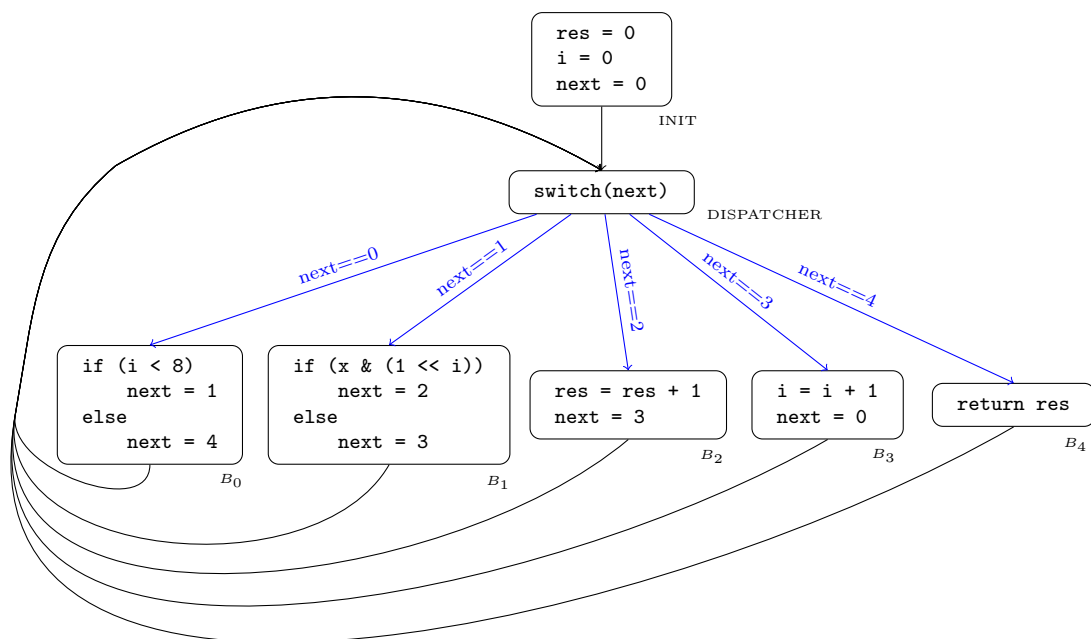 res = 0
i = 0
next = 0
INIT
switch(next)
DISPATCHER
next==0
next==1
next==2
next==3
next==4
if (i < 8)
next = 1
else
next = 4
B0
if (x & (1 << i))
next = 2
else
next = 3
B1
res = res + 1
next = 3
B2
i = i + 1
next = 0
B3
return res
B4